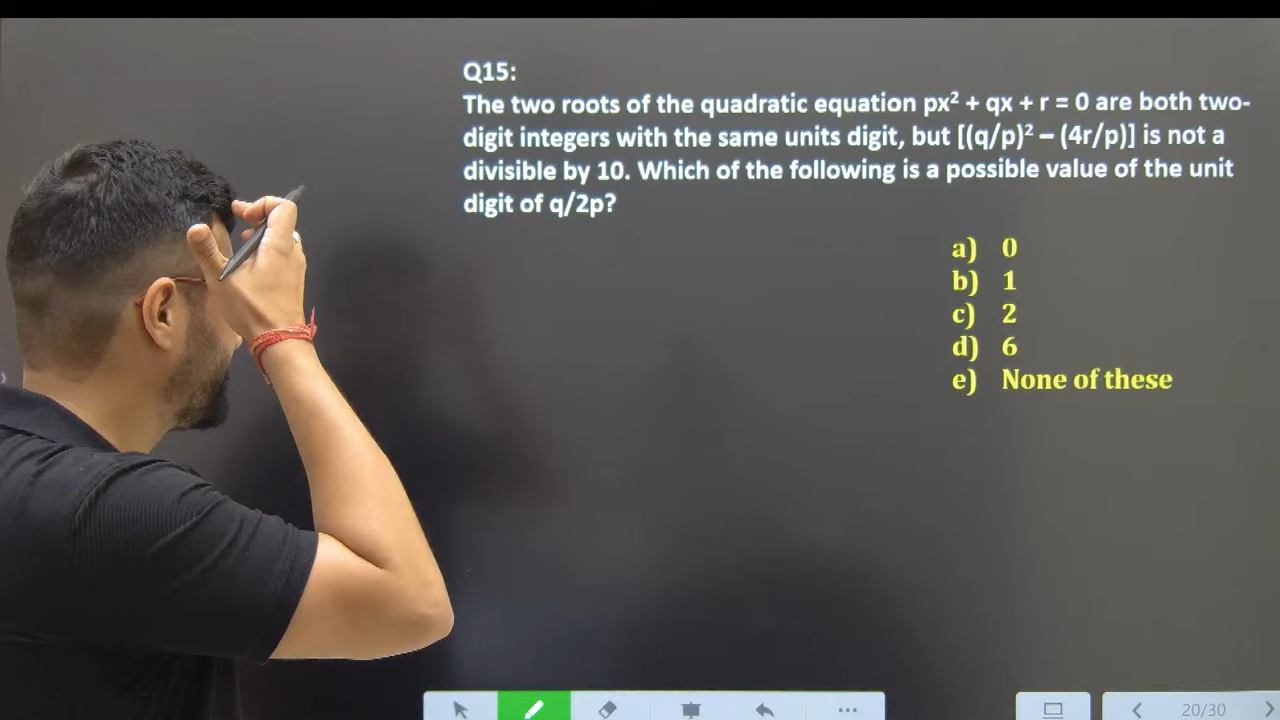 Q15:
The two roots of the quadratic equation px² + qx + r = 0 are both two-
digit integers with the same units digit, but [(q/p)² – (4r/p)] is not a
divisible by 10. Which of the following is a possible value of the unit
digit of q/2p?
a) 0
b) 1
c) 2
d) 6
e) None of these
20/30